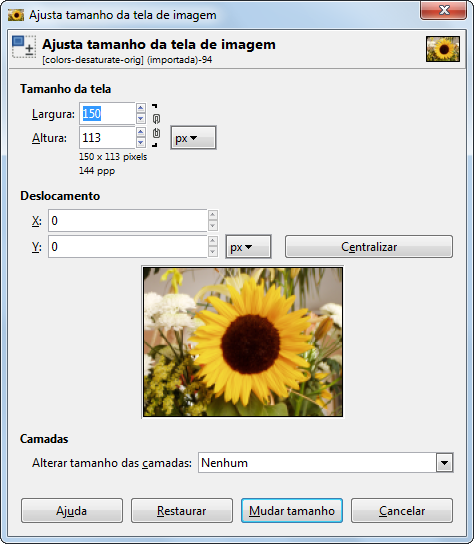 Ajusta tamanho da tela de imagem
Ajusta tamanho da tela de imagem
[colors-desaturate-orig] (importada)-94
Tamanho da tela
Largura: 150
Altura: 113 px
150 x 113 pixels
144 ppp
Deslocamento
X: 0
Y: 0 px Centralizar
Camadas
Alterar tamanho das camadas: Nenhum
Ajuda Restaurar Mudar tamanho Cancelar